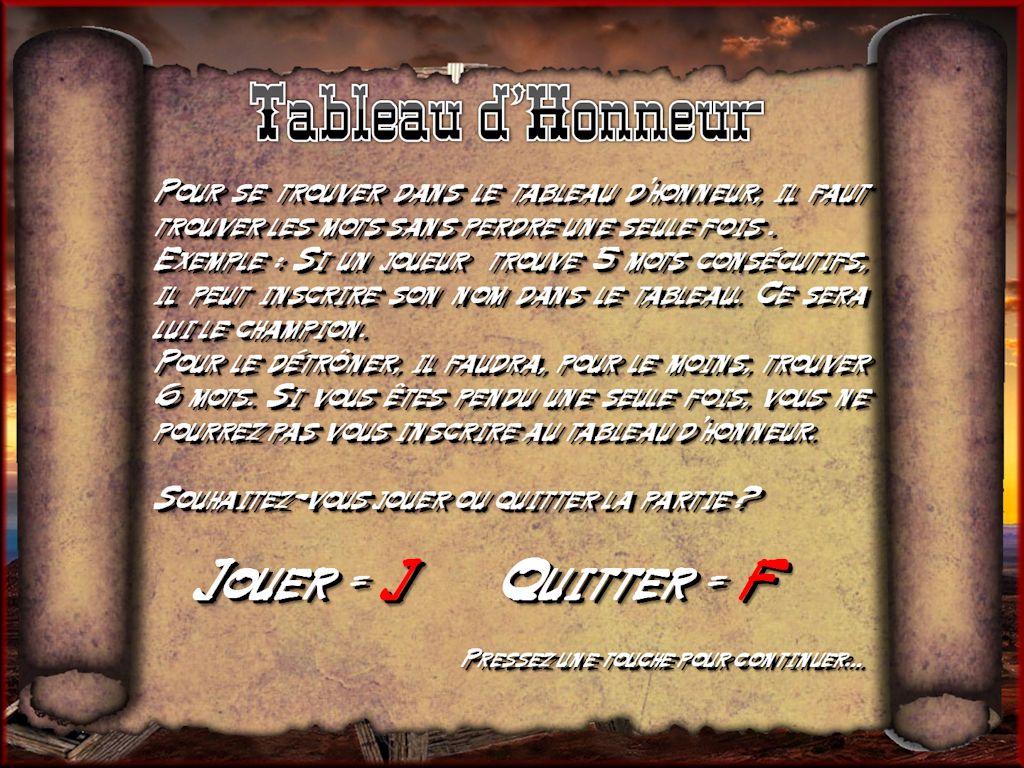 Tableau d'Honneur
Pour se trouver dans le tableau d'honneur, il faut
trouver les mots sans perdre une seule fois .
Exemple : Si un joueur trouve 5 mots consécutifs,
il peut inscrire son nom dans le tableau. Ce sera
lui le champion.
Pour le détrôner, il faudra, pour le moins, trouver
6 mots. Si vous êtes pendu une seule fois, vous ne
pourrez pas vous inscrire au tableau d'honneur.
Souhaitez-vous jouer ou quitter la partie ?
Jouer = J Quitter = F
Pressez une touche pour continuer...